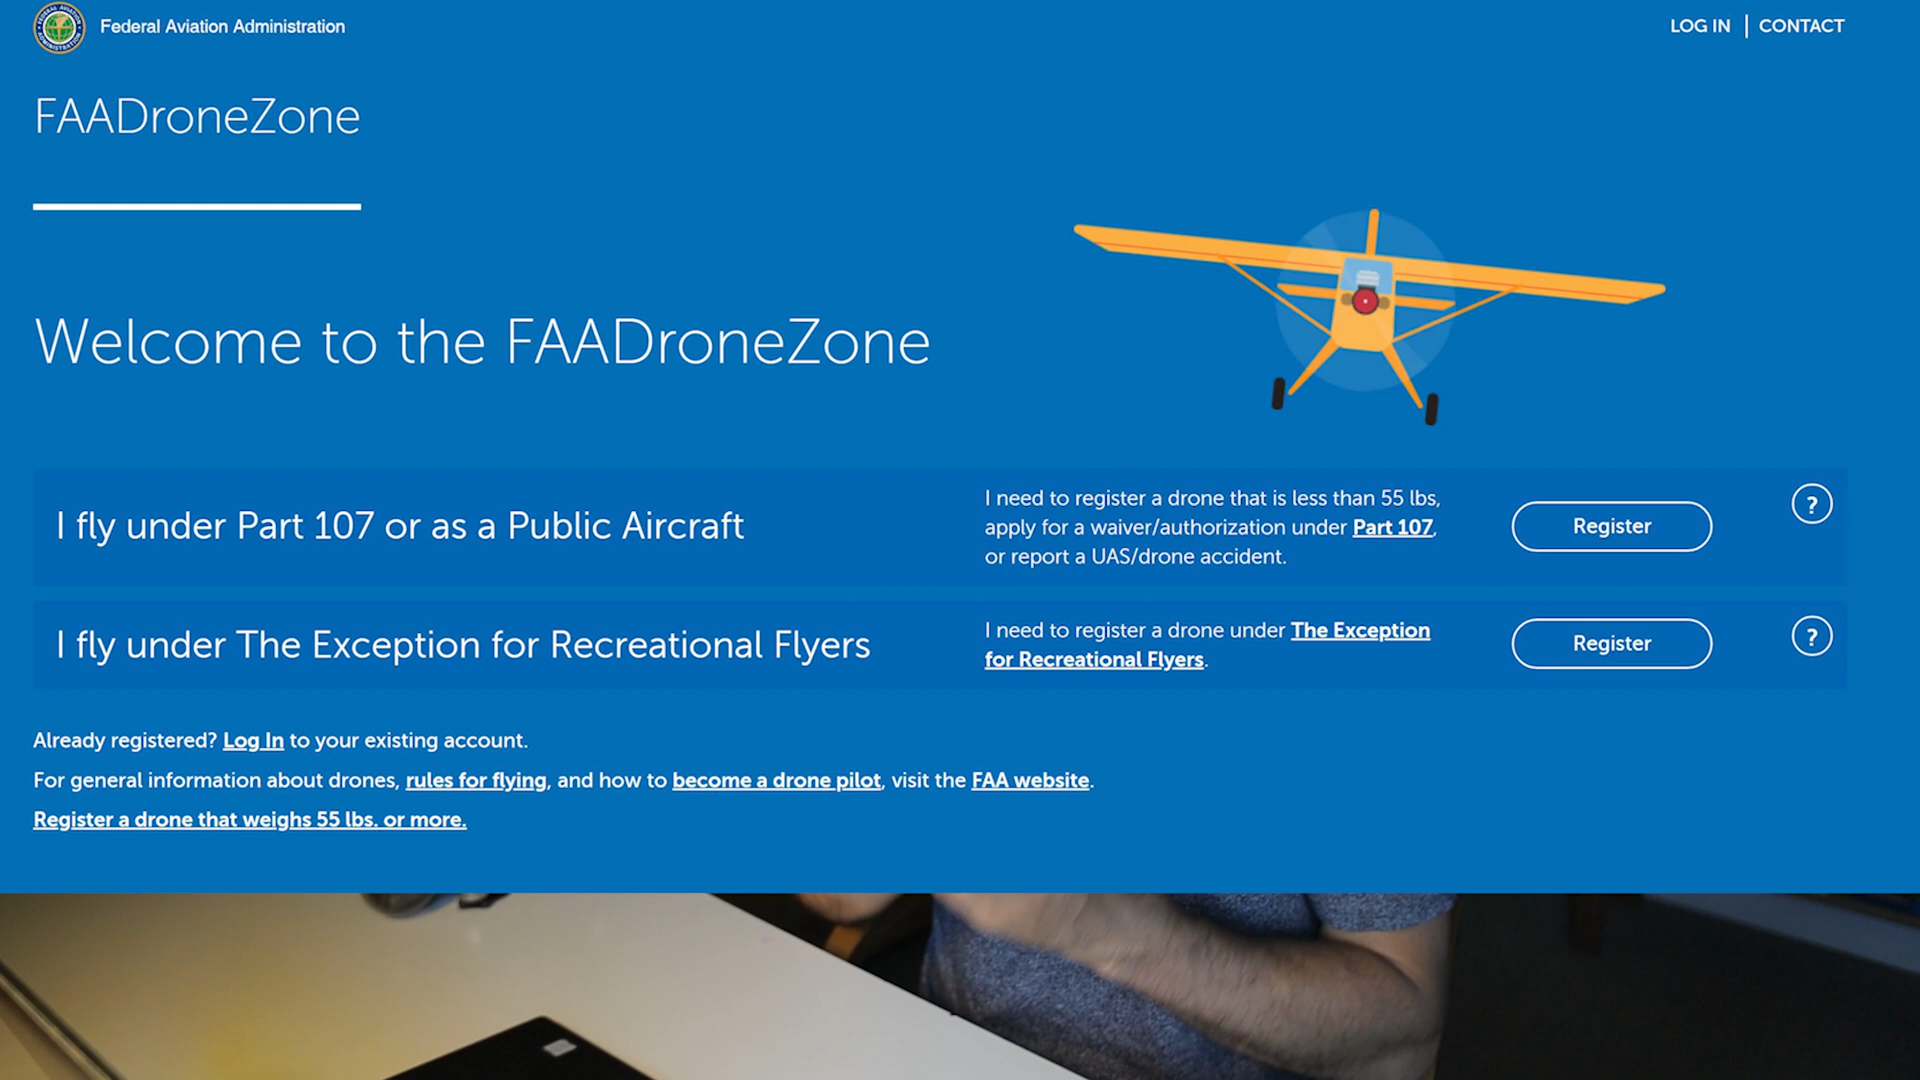 Federal Aviation Administration
LOG IN | CONTACT
FAADroneZone
Welcome to the FAADroneZone
I fly under Part 107 or as a Public Aircraft
I need to register a drone that is less than 55 lbs,
apply for a waiver/authorization under Part 107,
or report a UAS/drone accident.
Register
?
I fly under The Exception for Recreational Flyers
I need to register a drone under The Exception
for Recreational Flyers.
Register
?
Already registered? Log In to your existing account.
For general information about drones, rules for flying, and how to become a drone pilot, visit the FAA website.
Register a drone that weighs 55 lbs. or more.